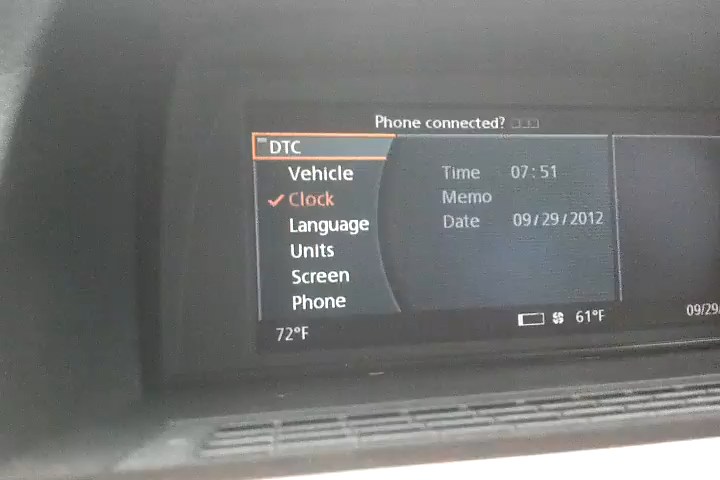 Phone connected?
DTC
Vehicle
Clock
Language
Units
Screen
Phone
Time 07:51
Memo
Date 09/29/2012
72°F
61°F
09/29/